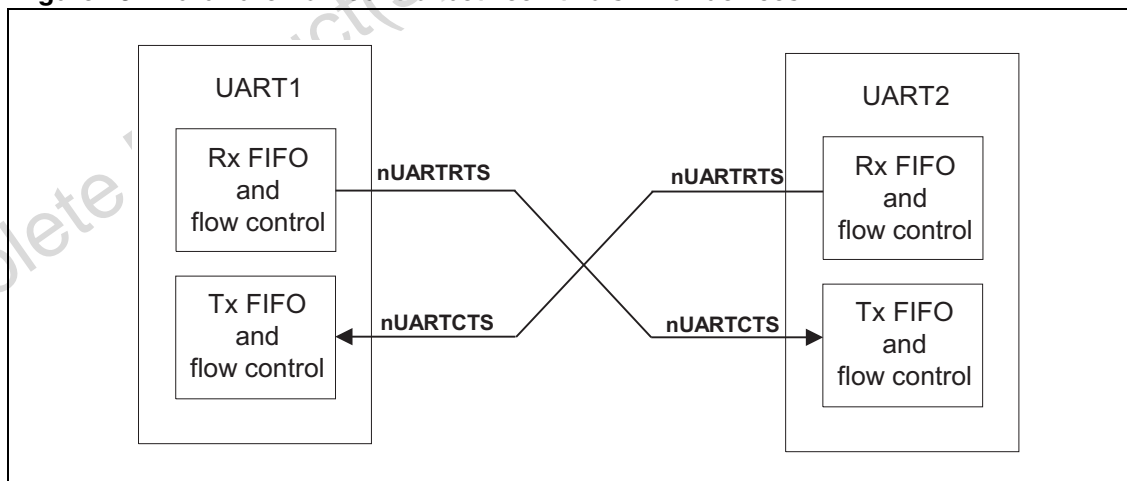 UART1
UART2
Rx FIFO
and
flow control
nUARTRTS
nUARTRTS
Rx FIFO
and
flow control
Tx FIFO
and
flow control
nUARTCTS
nUARTCTS
Tx FIFO
and
flow control